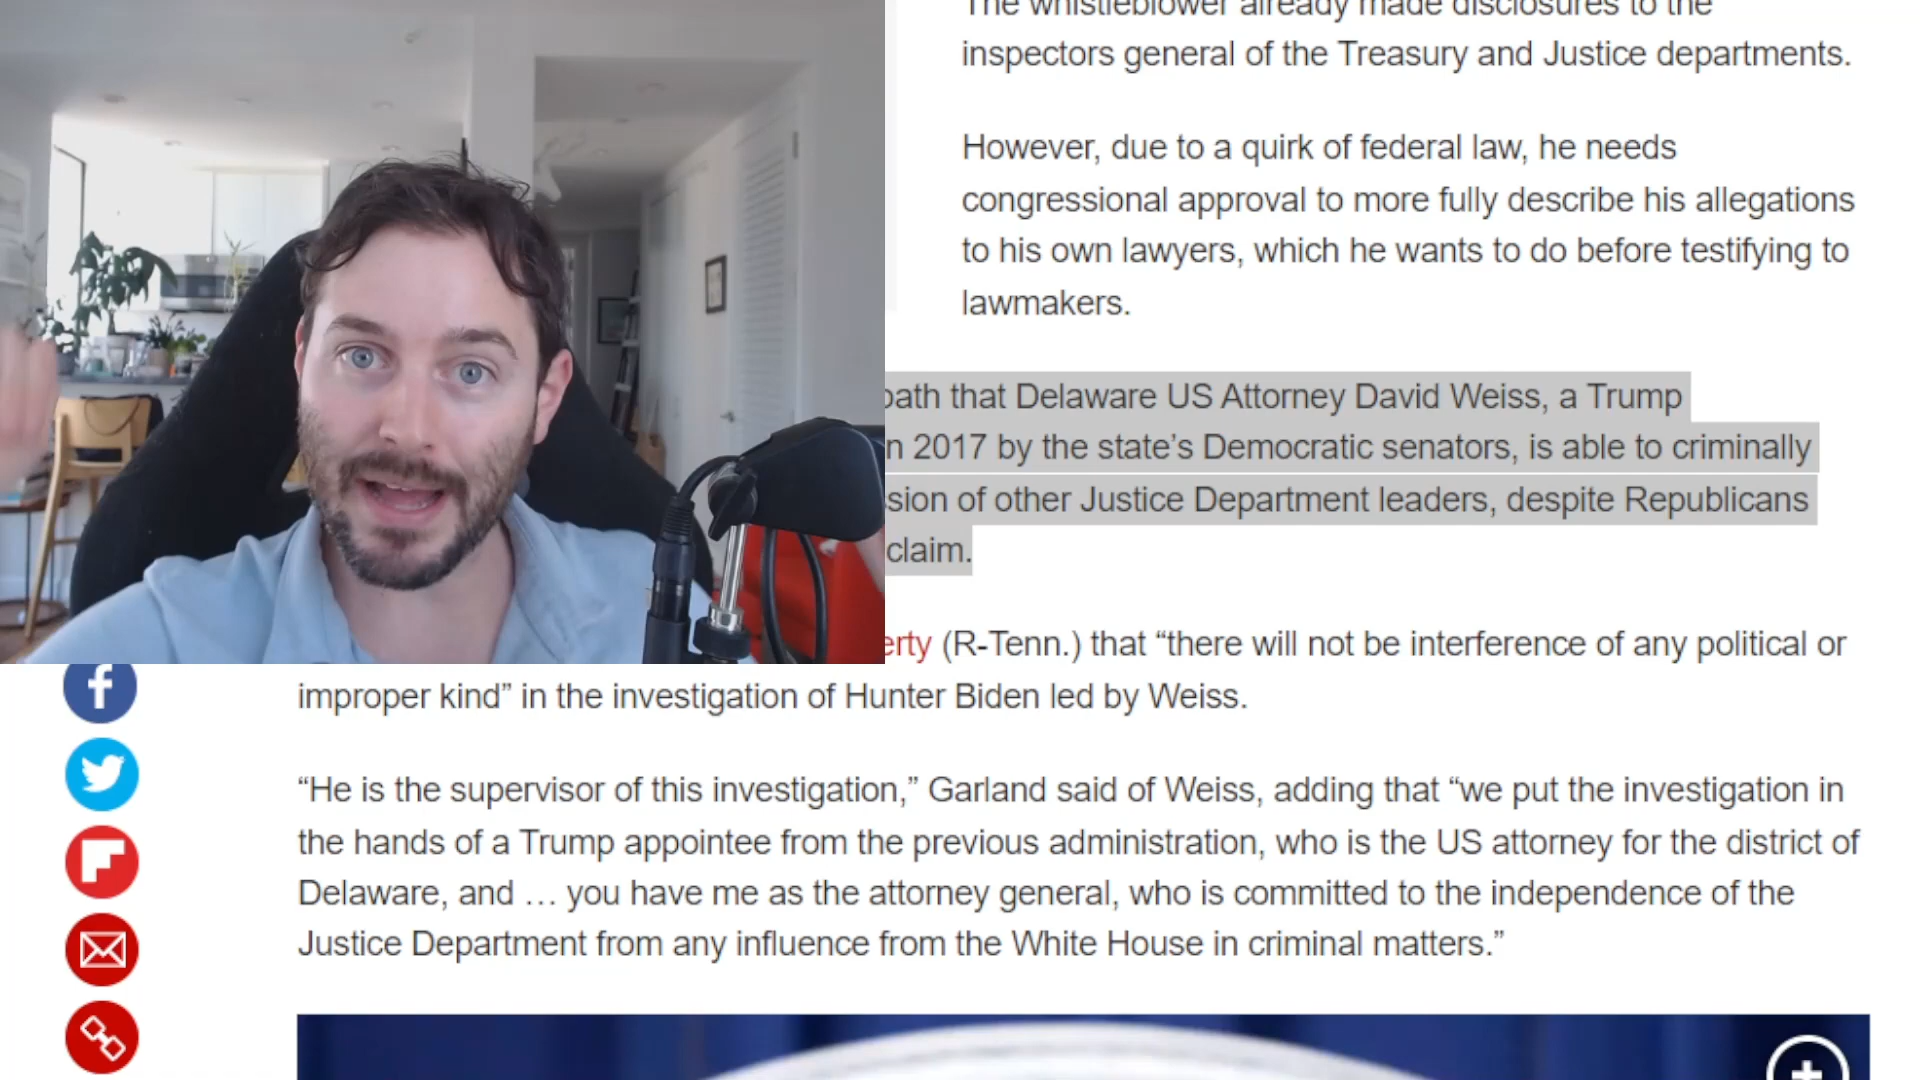 The whistleblower already made disclosures to the
inspectors general of the Treasury and Justice departments.
However, due to a quirk of federal law, he needs
congressional approval to more fully describe his allegations
to his own lawyers, which he wants to do before testifying to
lawmakers.
oath that Delaware US Attorney David Weiss, a Trump
n 2017 by the state’s Democratic senators, is able to criminally
sion of other Justice Department leaders, despite Republicans
claim.
erty (R-Tenn.) that “there will not be interference of any political or
improper kind” in the investigation of Hunter Biden led by Weiss.
“He is the supervisor of this investigation,” Garland said of Weiss, adding that “we put the investigation in
the hands of a Trump appointee from the previous administration, who is the US attorney for the district of
Delaware, and … you have me as the attorney general, who is committed to the independence of the
Justice Department from any influence from the White House in criminal matters.”